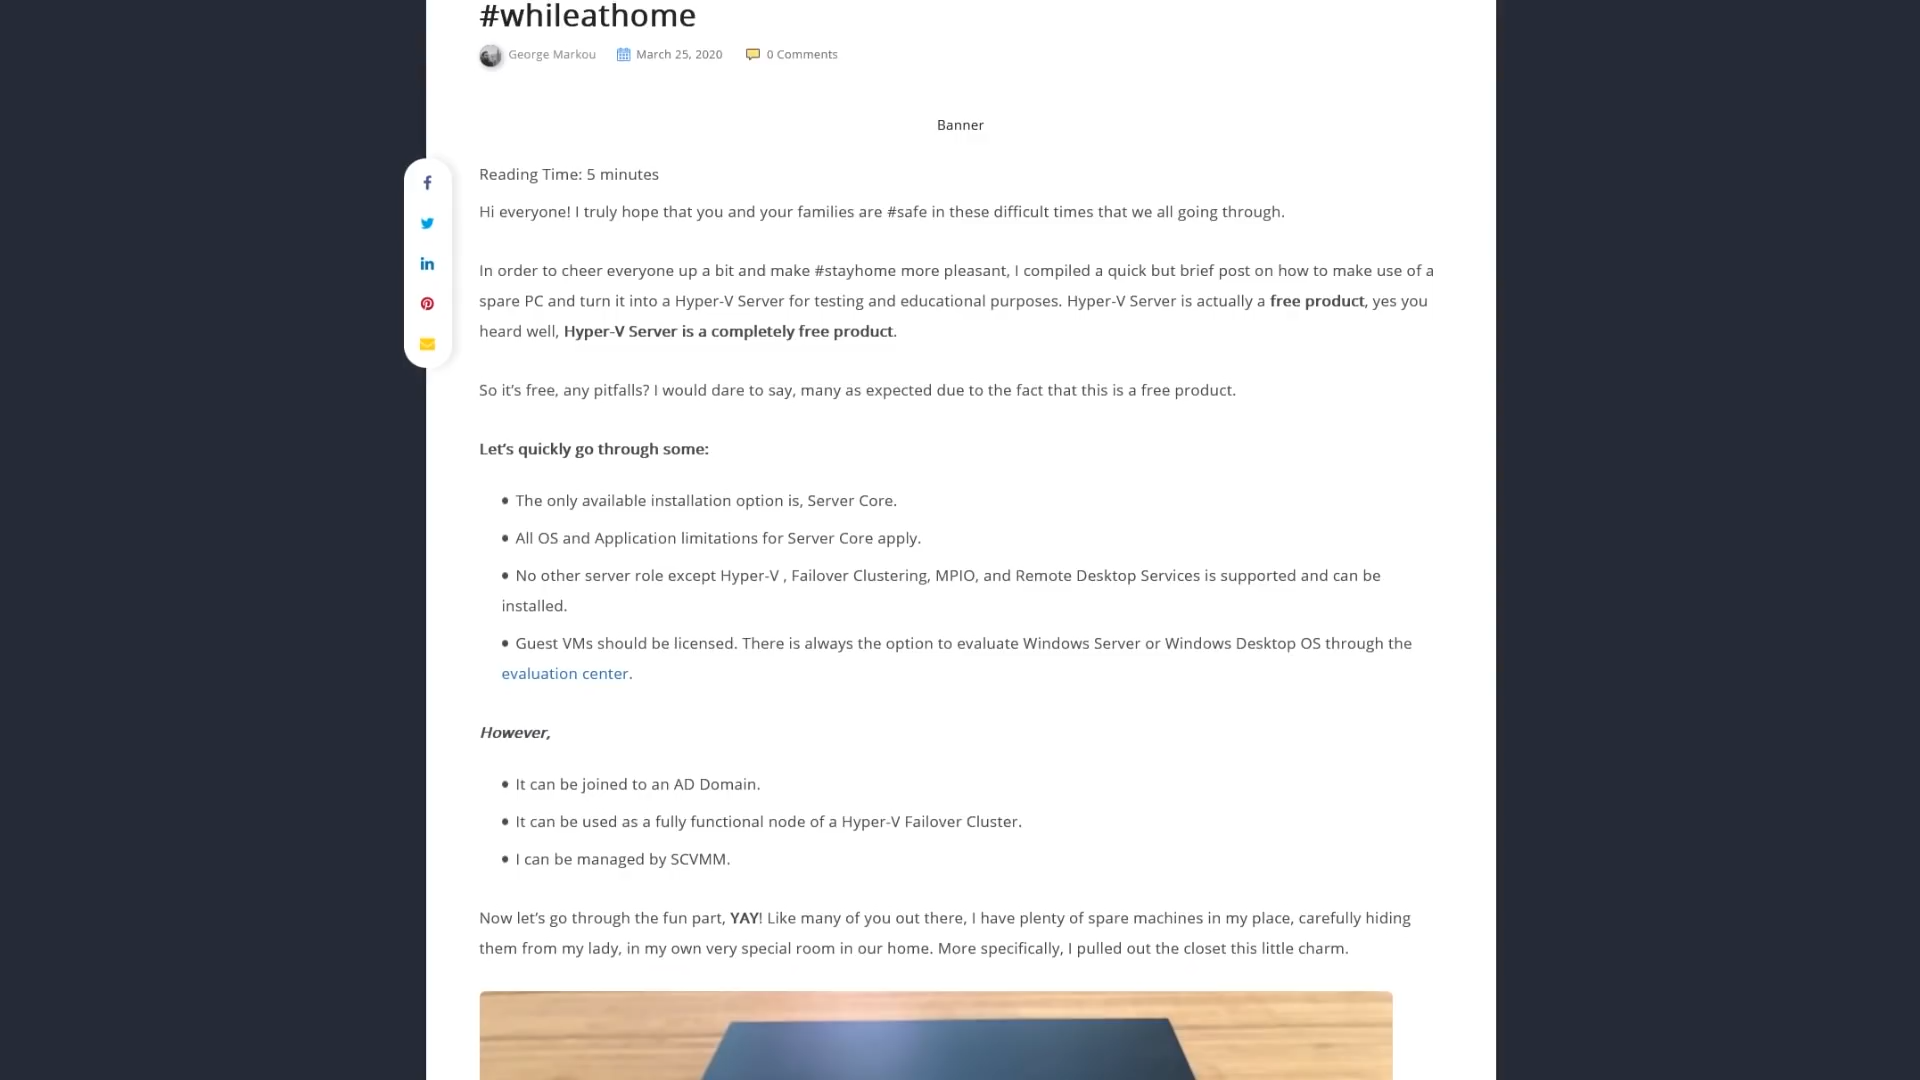 #whileathome
George Markou March 25, 2020 0 Comments
Banner
Reading Time: 5 minutes
Hi everyone! I truly hope that you and your families are #safe in these difficult times that we all going through.
In order to cheer everyone up a bit and make #stayhome more pleasant, I compiled a quick but brief post on how to make use of a
spare PC and turn it into a Hyper-V Server for testing and educational purposes. Hyper-V Server is actually a free product, yes you
heard well, Hyper-V Server is a completely free product.
So it’s free, any pitfalls? I would dare to say, many as expected due to the fact that this is a free product.
Let’s quickly go through some:
• The only available installation option is, Server Core.
• All OS and Application limitations for Server Core apply.
• No other server role except Hyper-V , Failover Clustering, MPIO, and Remote Desktop Services is supported and can be
installed.
• Guest VMs should be licensed. There is always the option to evaluate Windows Server or Windows Desktop OS through the
evaluation center.
However,
• It can be joined to an AD Domain.
• It can be used as a fully functional node of a Hyper-V Failover Cluster.
• I can be managed by SCVMM.
Now let’s go through the fun part, YAY! Like many of you out there, I have plenty of spare machines in my place, carefully hiding
them from my lady, in my own very special room in our home. More specifically, I pulled out the closet this little charm.